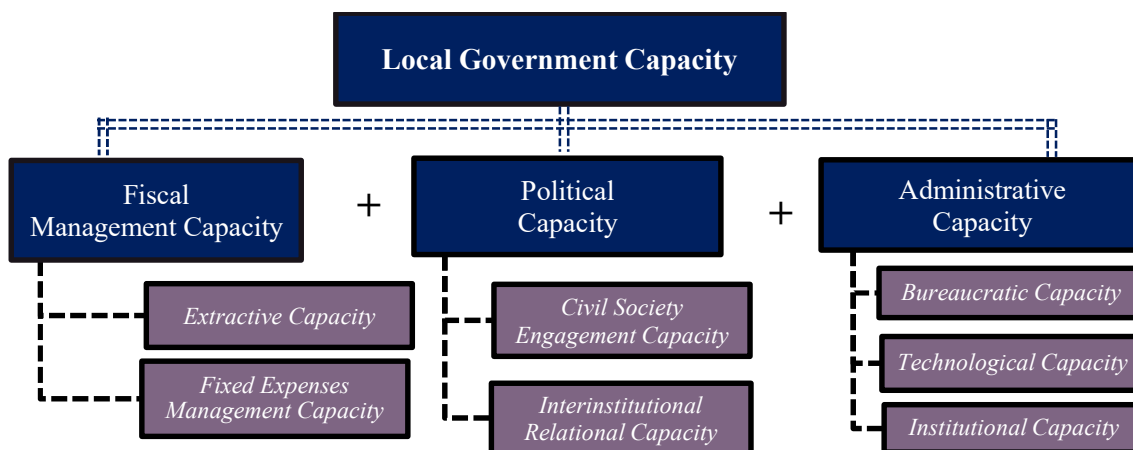 Local Government Capacity
Fiscal
Management Capacity
+
Political
Capacity
+
Administrative
Capacity
Extractive Capacity
Fixed Expenses
Management Capacity
Civil Society
Engagement Capacity
Interinstitutional
Relational Capacity
Bureaucratic Capacity
Technological Capacity
Institutional Capacity